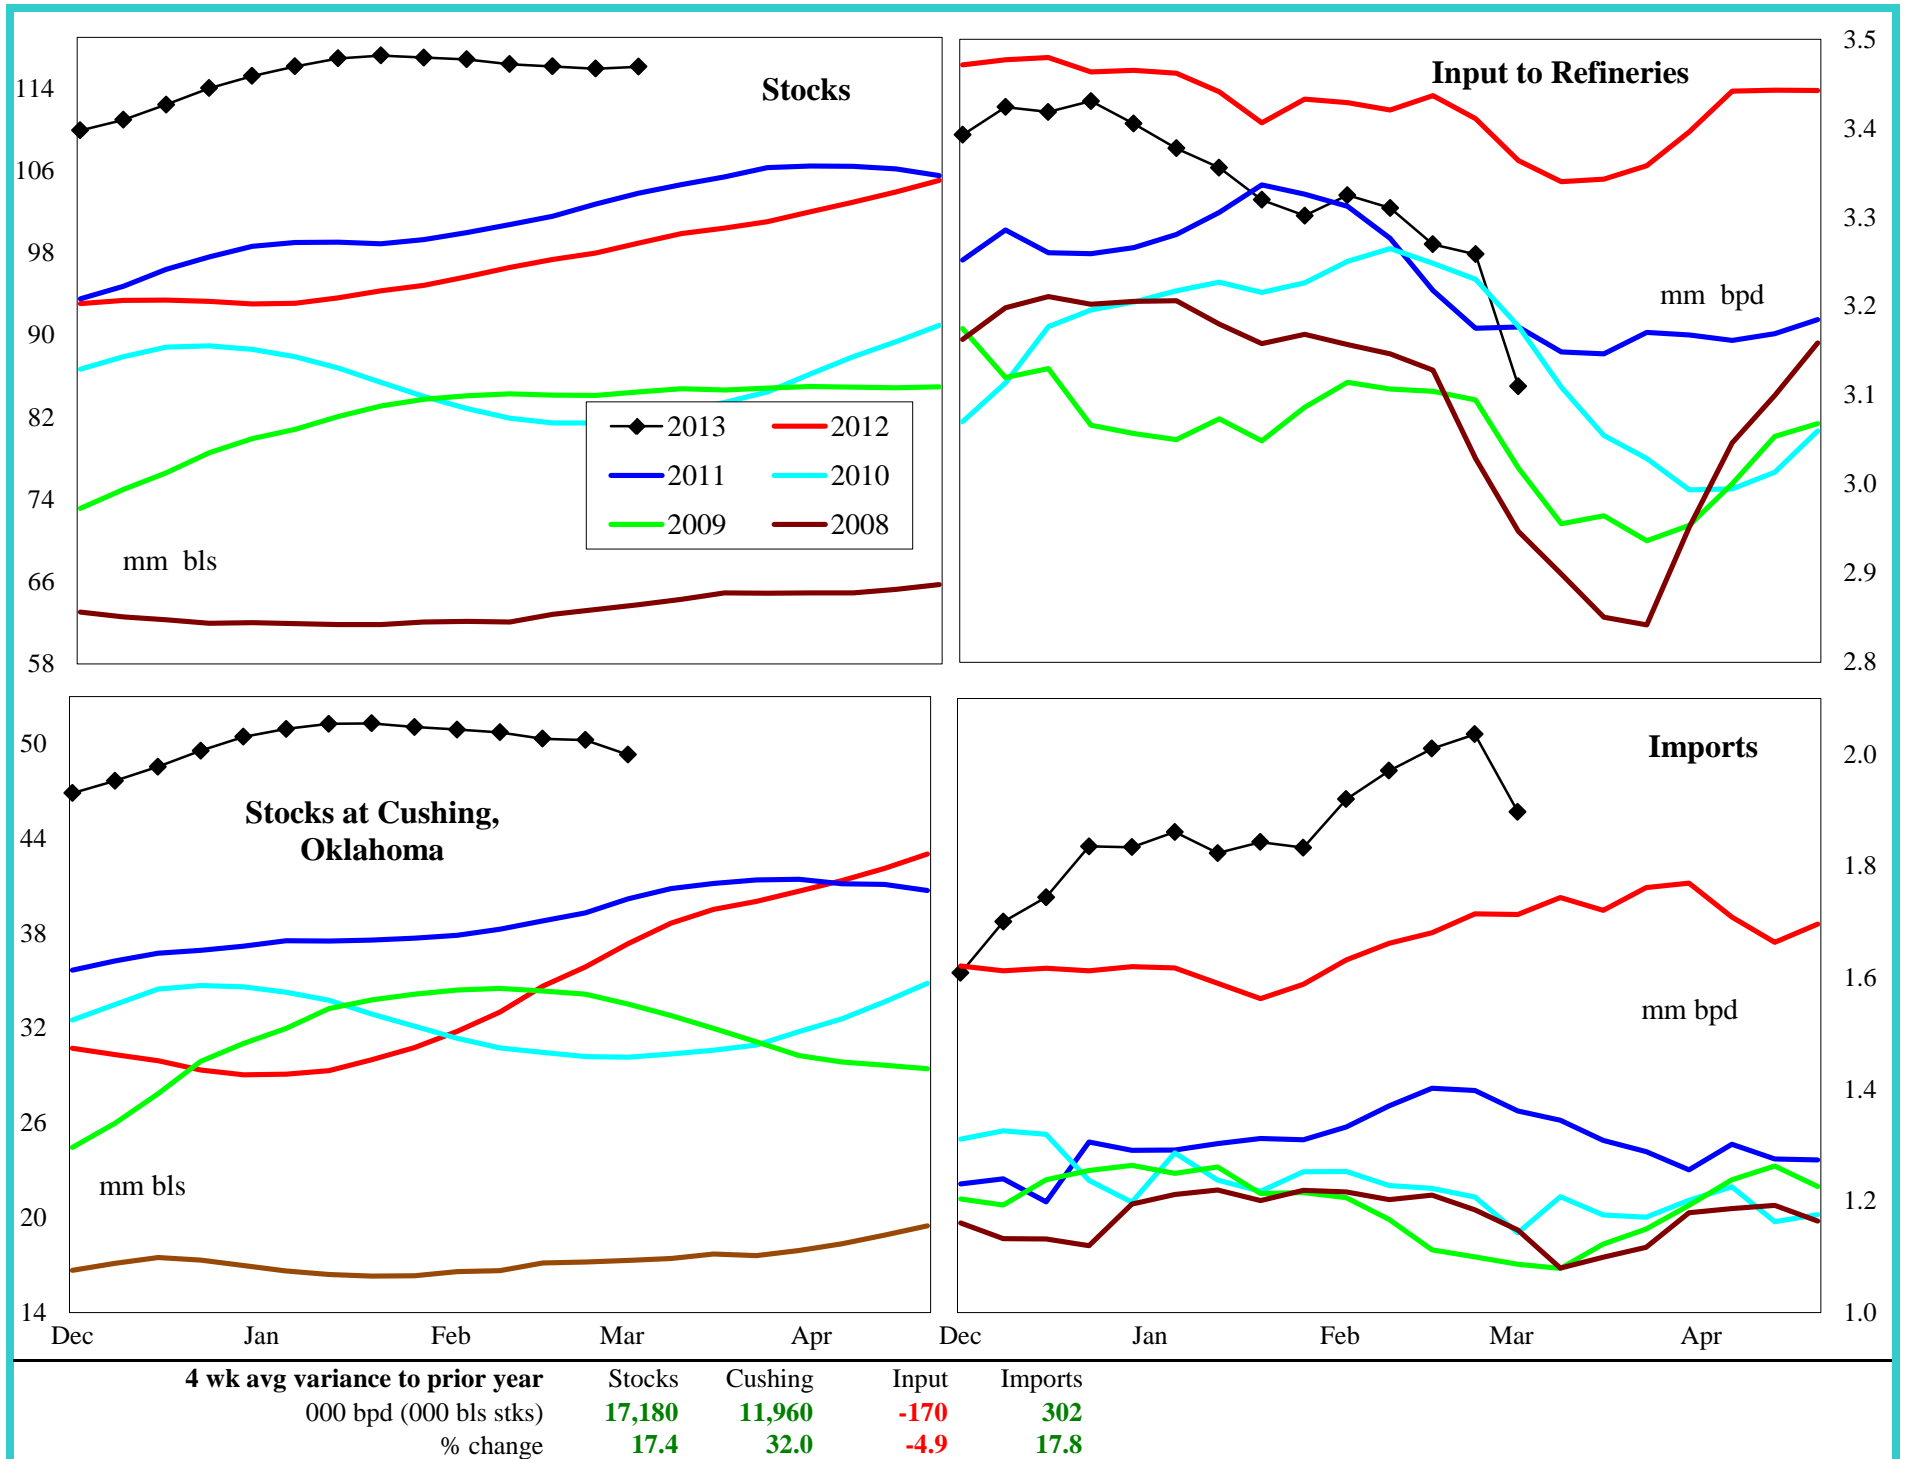 Stocks
114
106
98
90
82
74
66
58
mm bls
2013 2012
2011 2010
2009 2008
Input to Refineries
mm bpd
3.5
3.4
3.3
3.2
3.1
3.0
2.9
2.8
Stocks at Cushing,
Oklahoma
50
44
38
32
26
20
14
mm bls
Dec Jan Feb Mar Apr
Imports
mm bpd
2.0
1.8
1.6
1.4
1.2
1.0
Dec Jan Feb Mar Apr
4 wk avg variance to prior year Stocks Cushing Input Imports
000 bpd (000 bls stks) 17,180 11,960 -170 302
% change 17.4 32.0 -4.9 17.8